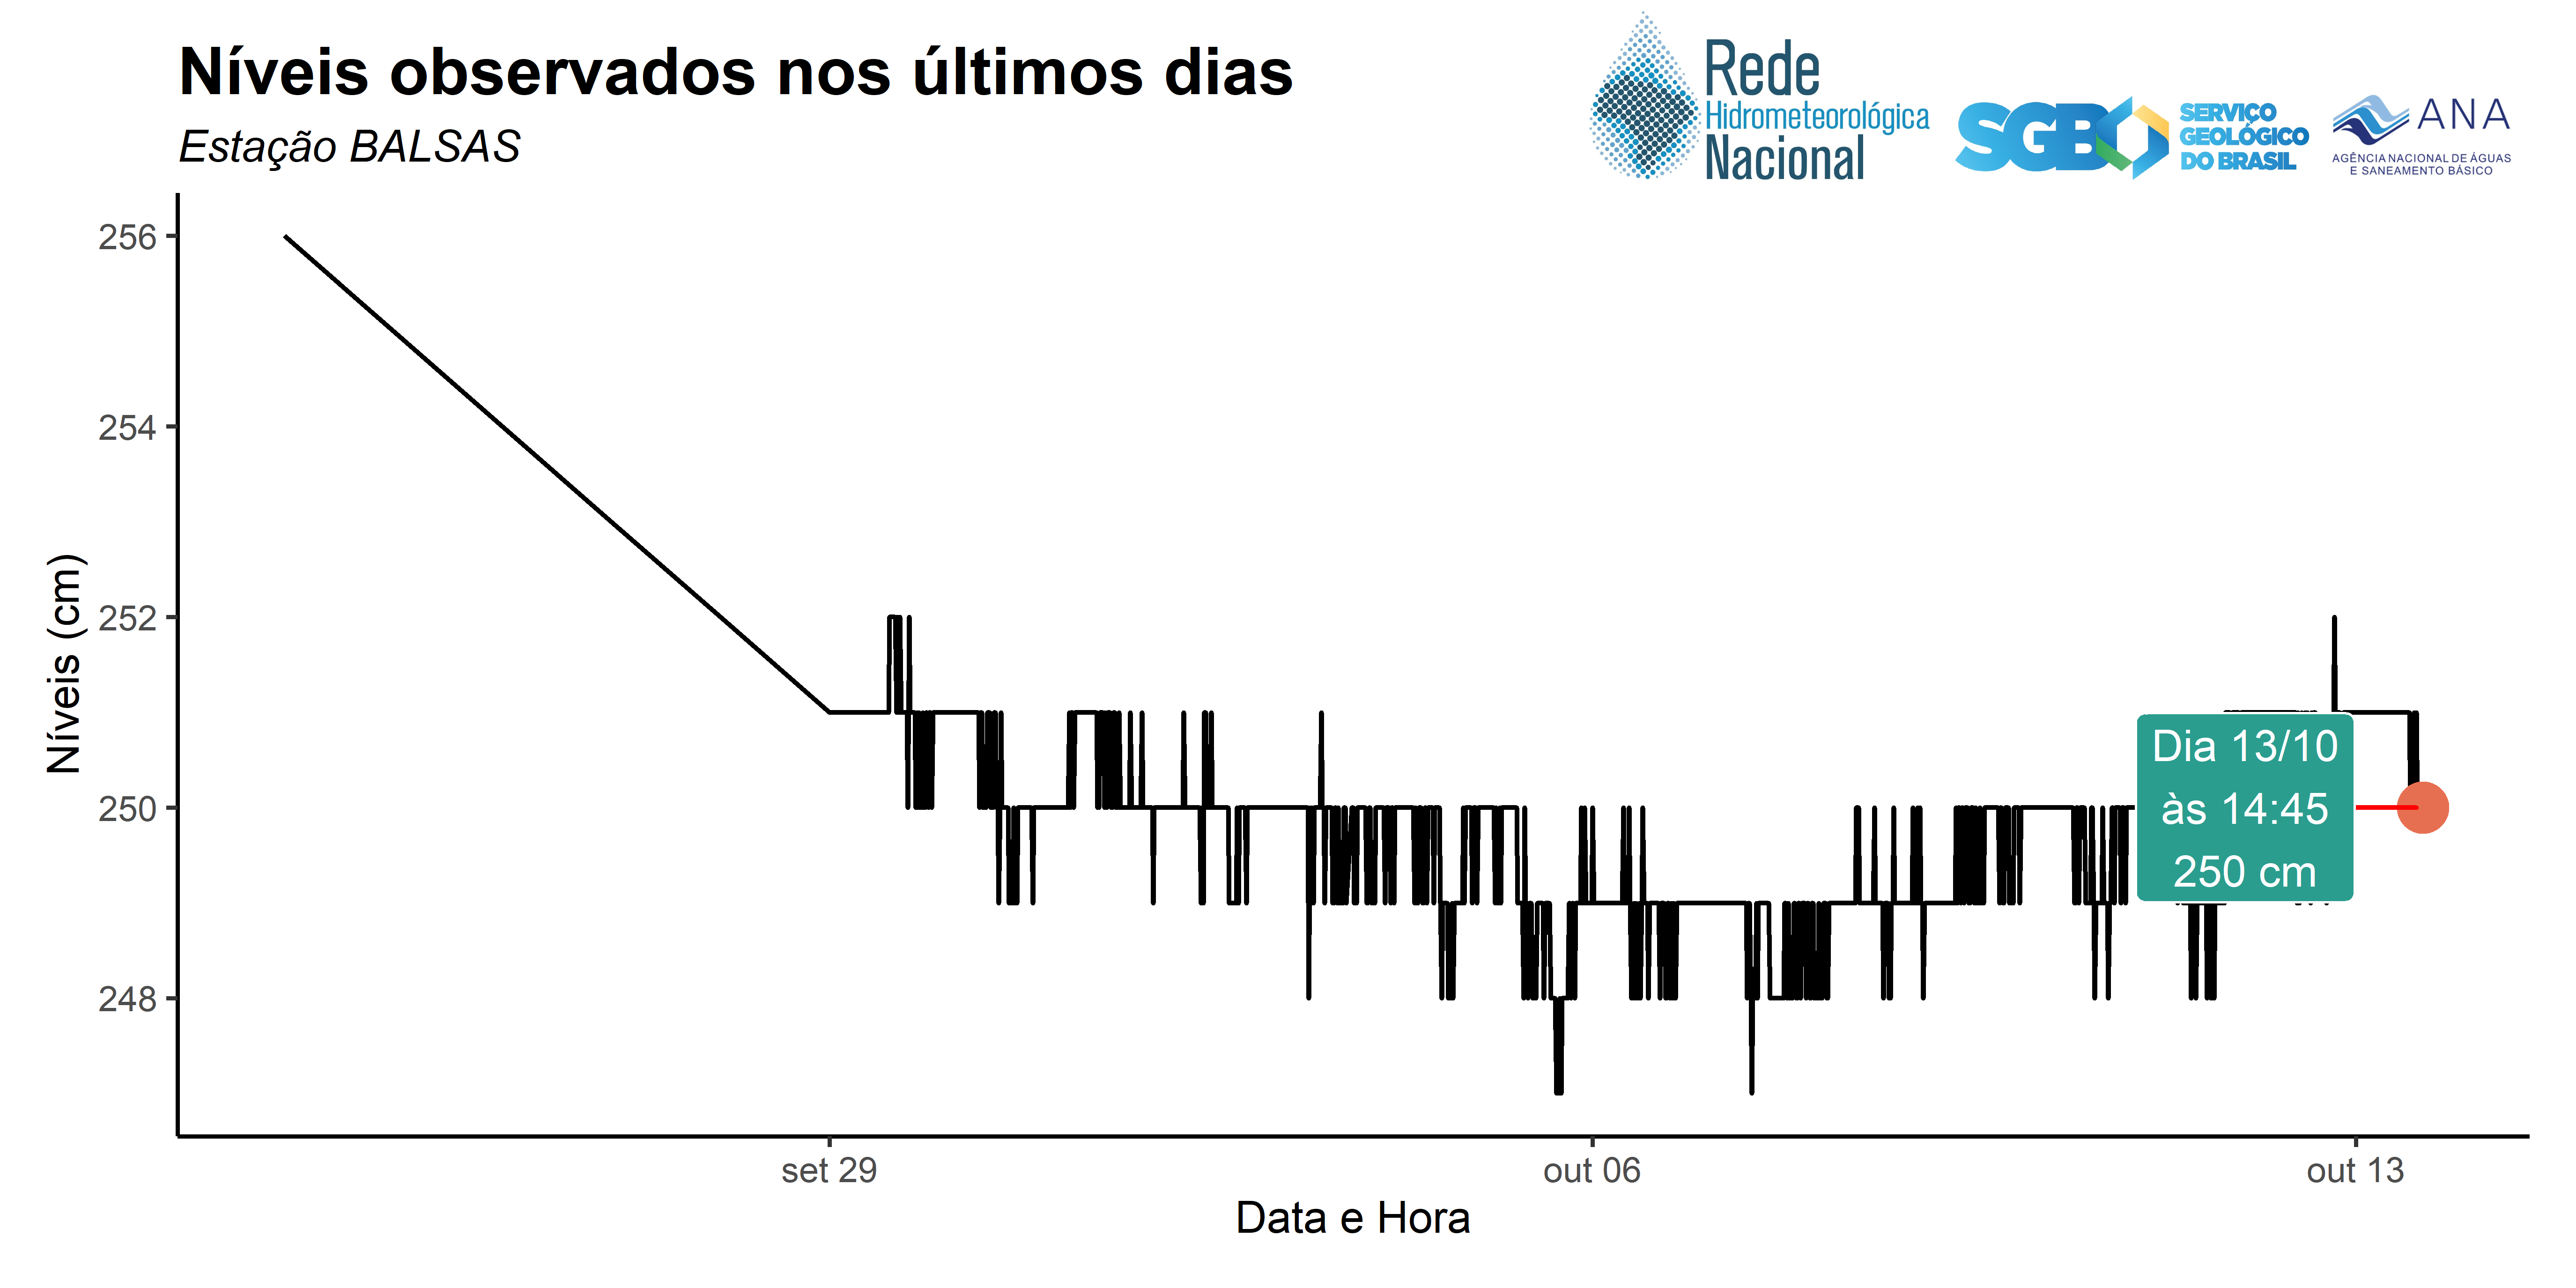 Níveis observados nos últimos dias
Estação BALSAS
Rede
Hidrometeorológica
Nacional
SGB
SERVIÇO
GEOLÓGICO
DO BRASIL
ANA
AGÊNCIA NACIONAL DE ÁGUAS
E SANEAMENTO BÁSICO
Níveis (cm)
256
254
252
250
248
Dia 13/10
às 14:45
250 cm
set 29
out 06
out 13
Data e Hora